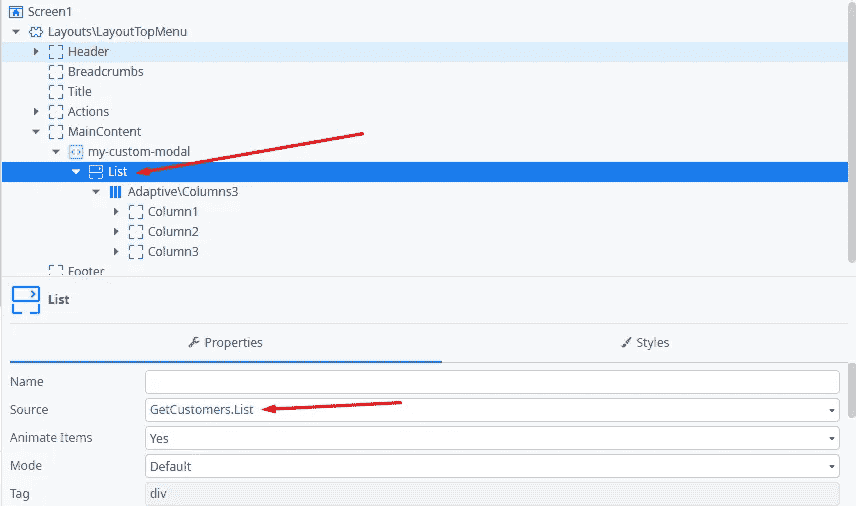 Screen1
Layouts\LayoutTopMenu
Header
Breadcrumbs
Title
Actions
MainContent
my-custom-modal
List
Adaptive\Columns3
Column1
Column2
Column3
Footer
List
Properties Styles
Name
Source GetCustomers.List
Animate Items Yes
Mode Default
Tag div